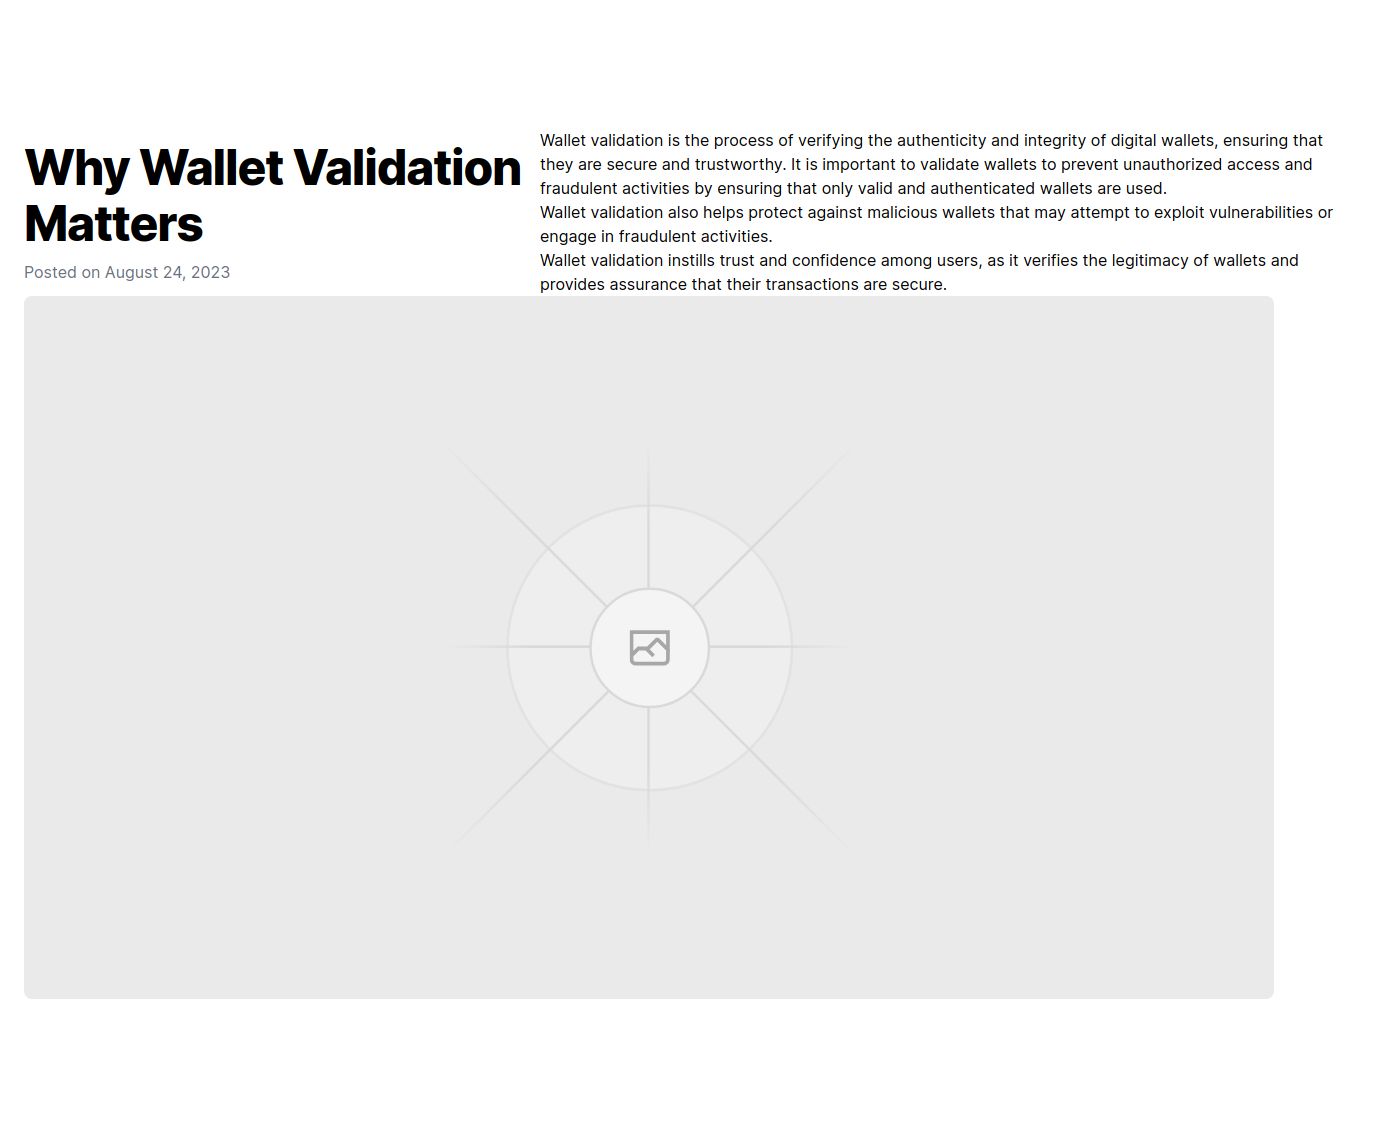 Why Wallet Validation
Matters
Posted on August 24, 2023
Wallet validation is the process of verifying the authenticity and integrity of digital wallets, ensuring that
they are secure and trustworthy. It is important to validate wallets to prevent unauthorized access and
fraudulent activities by ensuring that only valid and authenticated wallets are used.
Wallet validation also helps protect against malicious wallets that may attempt to exploit vulnerabilities or
engage in fraudulent activities.
Wallet validation instills trust and confidence among users, as it verifies the legitimacy of wallets and
provides assurance that their transactions are secure.